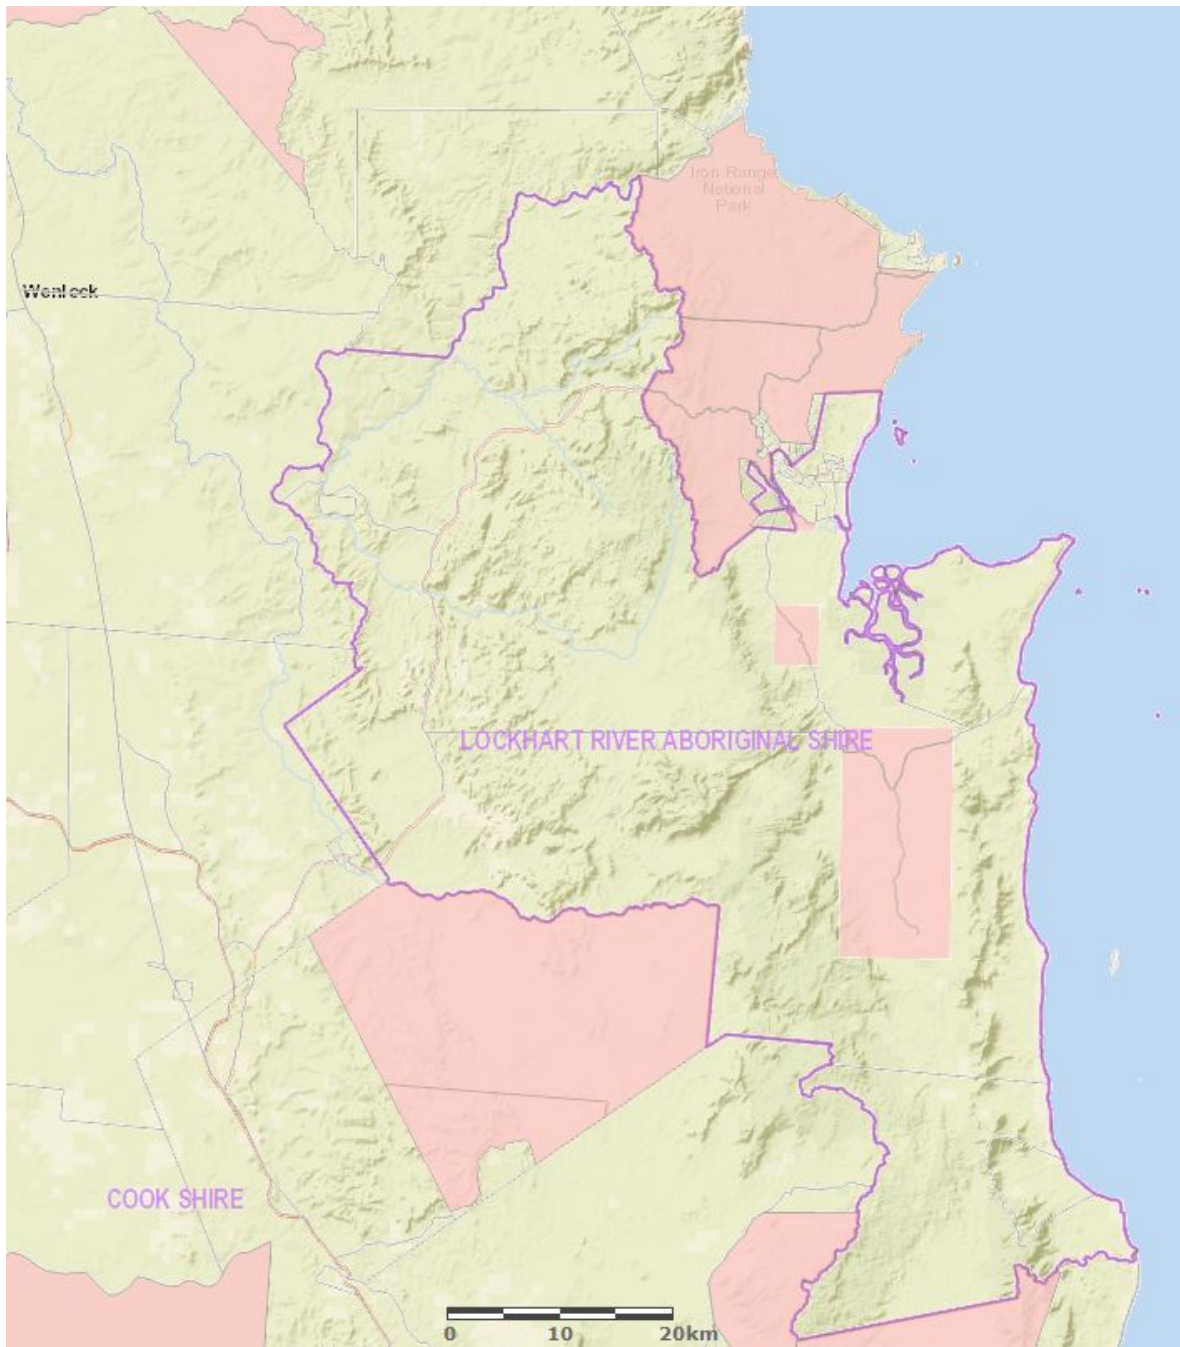 Iron Range
National
Park
Wenlock
LOCKHART RIVER ABORIGINAL SHIRE
COOK SHIRE
0 10 20km